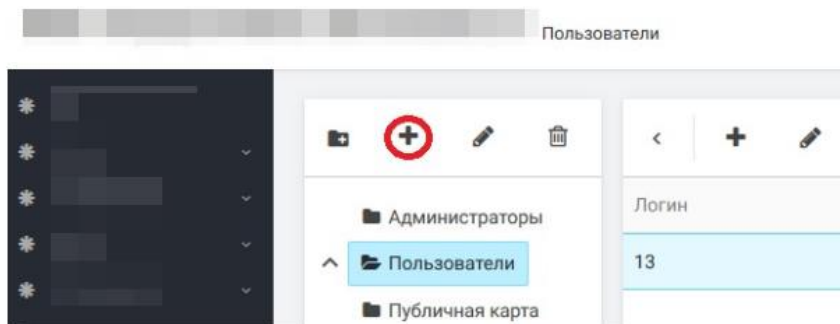 Пользователи
Администраторы
Пользователи
Публичная карта
Логин
13